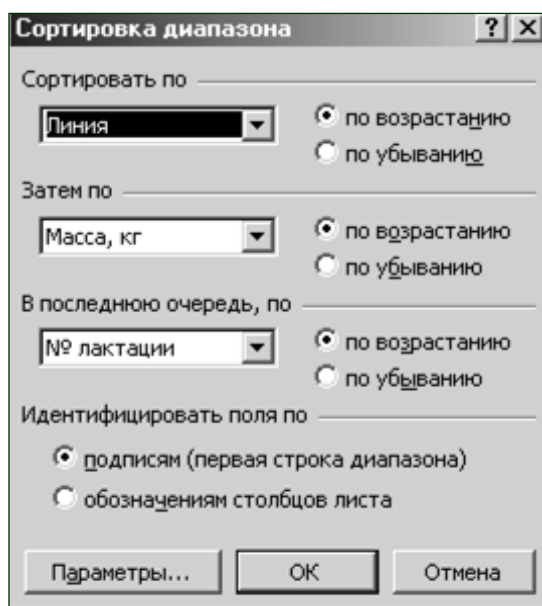 Сортировка диапазона
Сортировать по
Линия
по возрастанию
по убыванию
Затем по
Масса, кг
по возрастанию
по убыванию
В последнюю очередь, по
№ лактации
по возрастанию
по убыванию
Идентифицировать поля по
подписям (первая строка диапазона)
обозначениям столбцов листа
Параметры... ОК Отмена